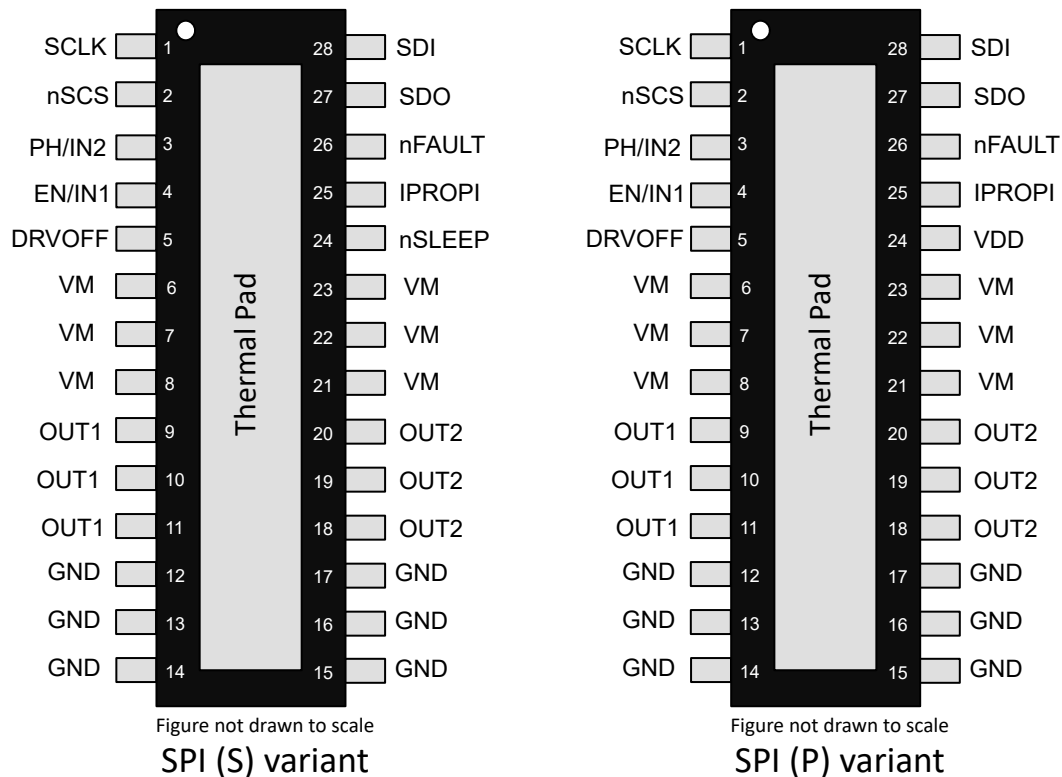 SCLK 1 28 SDI
nSCS 2 27 SDO
PH/IN2 3 26 nFAULT
EN/IN1 4 25 IPROPI
DRVOFF 5 24 nSLEEP
VM 6 23 VM
VM 7 22 VM
VM 8 21 VM
OUT1 9 20 OUT2
OUT1 10 19 OUT2
OUT1 11 18 OUT2
GND 12 17 GND
GND 13 16 GND
GND 14 15 GND
Thermal Pad
Figure not drawn to scale
SPI (S) variant
SCLK 1 28 SDI
nSCS 2 27 SDO
PH/IN2 3 26 nFAULT
EN/IN1 4 25 IPROPI
DRVOFF 5 24 VDD
VM 6 23 VM
VM 7 22 VM
VM 8 21 VM
OUT1 9 20 OUT2
OUT1 10 19 OUT2
OUT1 11 18 OUT2
GND 12 17 GND
GND 13 16 GND
GND 14 15 GND
Thermal Pad
Figure not drawn to scale
SPI (P) variant